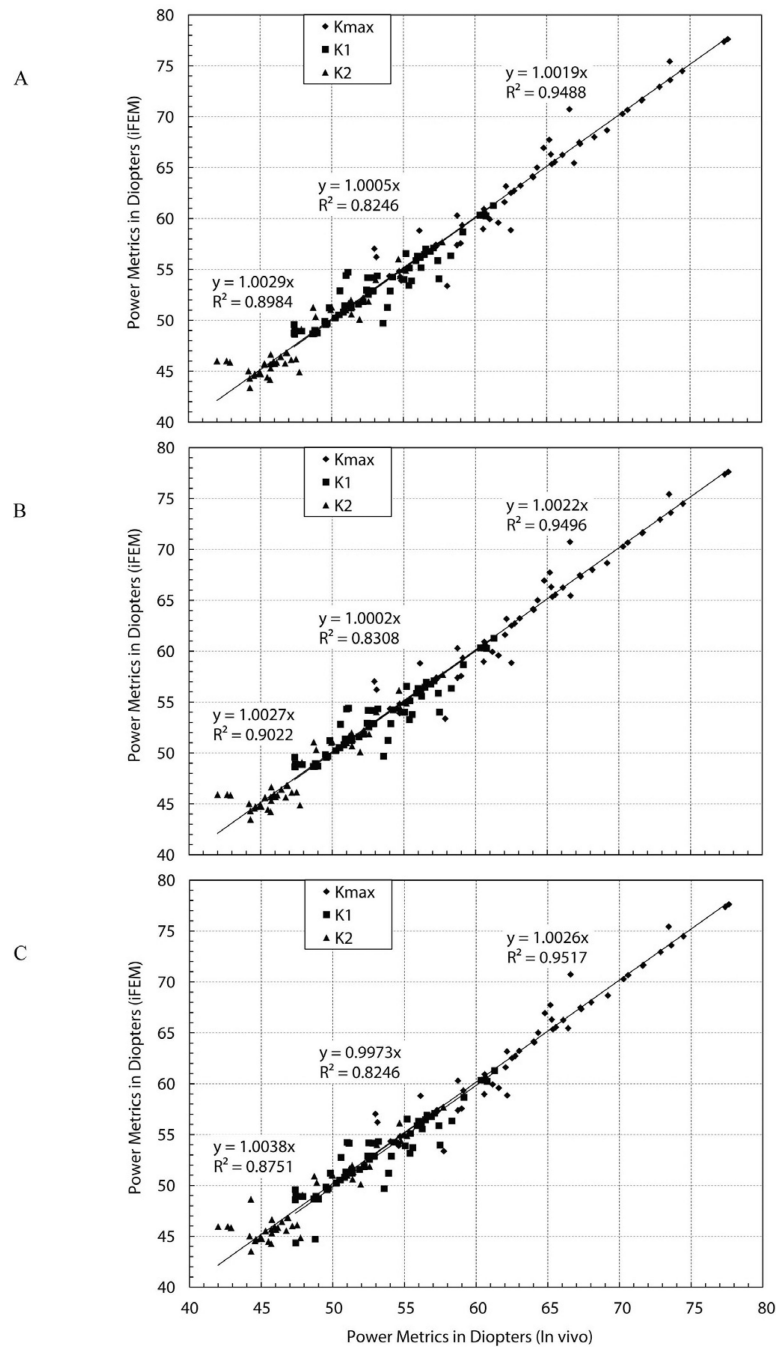 A
Power Metrics in Diopters (iFEM)
80
75
70
65
60
55
50
45
40
Kmax
K1
K2
y = 1.0019x
R² = 0.9488
y = 1.0005x
R² = 0.8246
y = 1.0029x
R² = 0.8984
B
Power Metrics in Diopters (iFEM)
80
75
70
65
60
55
50
45
40
Kmax
K1
K2
y = 1.0022x
R² = 0.9496
y = 1.0002x
R² = 0.8308
y = 1.0027x
R² = 0.9022
C
Power Metrics in Diopters (iFEM)
80
75
70
65
60
55
50
45
40
Kmax
K1
K2
y = 1.0026x
R² = 0.9517
y = 0.9973x
R² = 0.8246
y = 1.0038x
R² = 0.8751
40 45 50 55 60 65 70 75 80
Power Metrics in Diopters (In vivo)